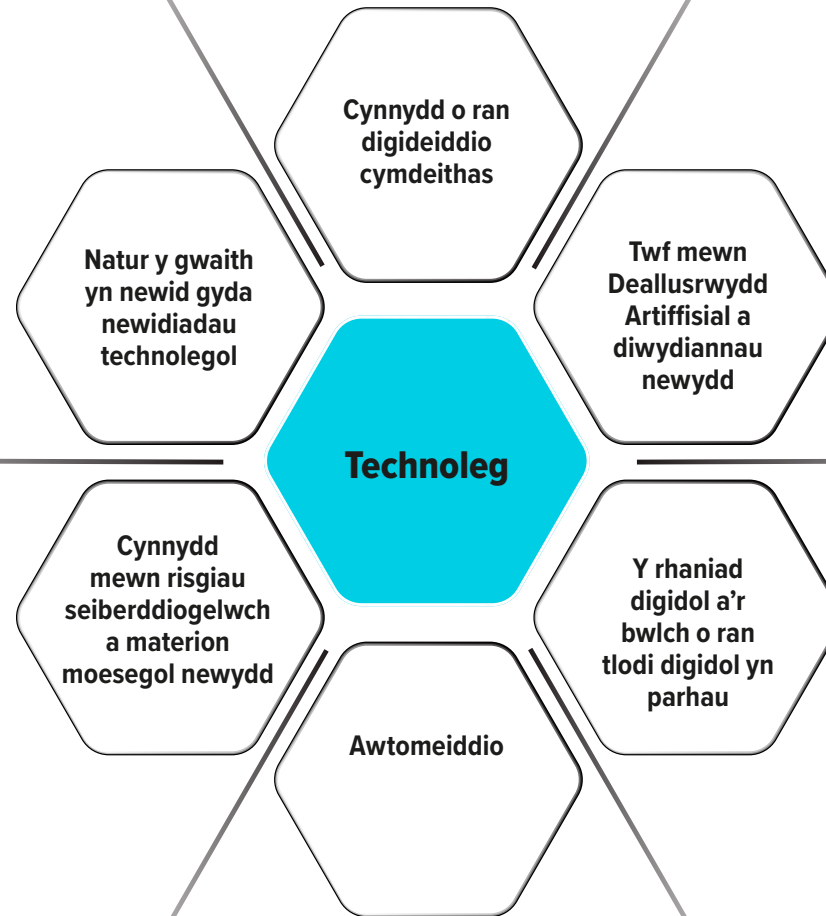 Cynnydd o ran
digideiddio
cymdeithas
Natur y gwaith
yn newid gyda
newidiadau
technolegol
Twf mewn
Deallusrwydd
Artiffisial a
diwydiannau
newydd
Technoleg
Cynnydd
mewn risgiau
seiberddiogelwch
a materion
moesegol newydd
Y rhaniad
digidol a’r
bwlch o ran
tlodi digidol yn
parhau
Awtomeiddio